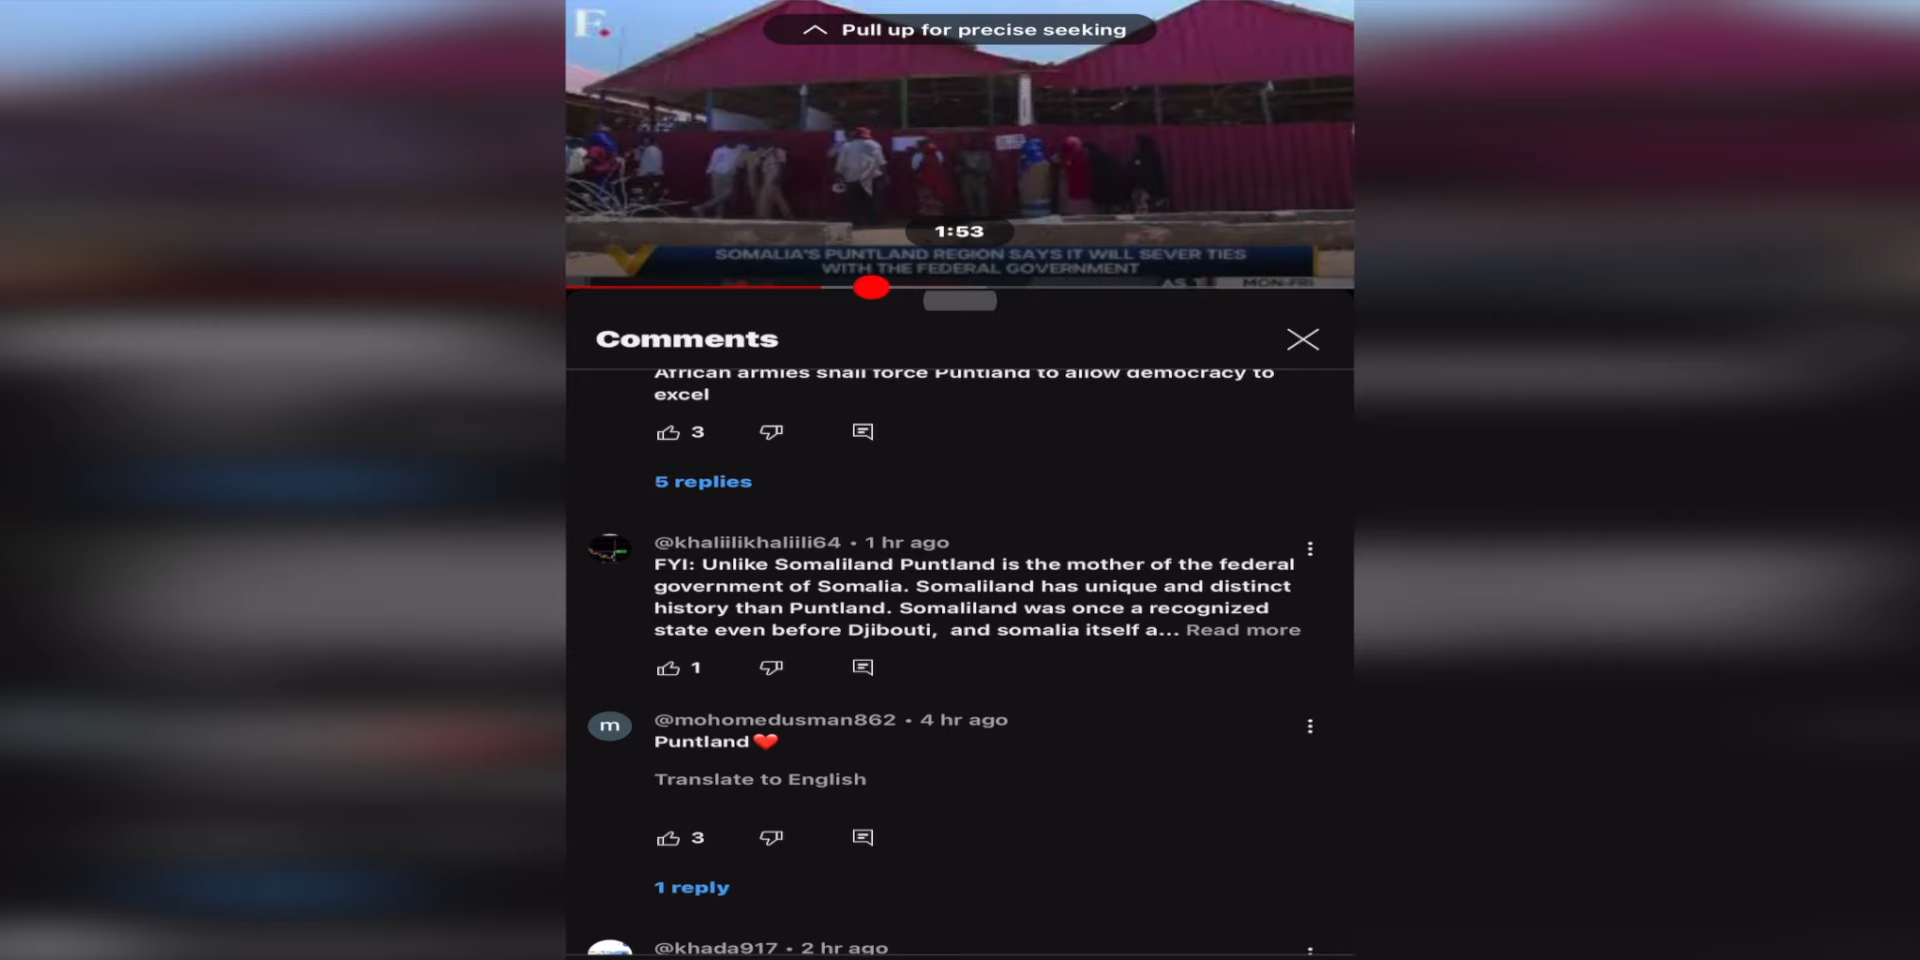 F.
Pull up for precise seeking
1:53
SOMALIA'S PUNTLAND REGION SAYS IT WILL SEVER TIES
WITH THE FEDERAL GOVERNMENT
MON-FRI
Comments
African armies shall force Puntland to allow democracy to
excel
3
5 replies
@khaliilikhaliili64 • 1 hr ago
FYI: Unlike Somaliland Puntland is the mother of the federal
government of Somalia. Somaliland has unique and distinct
history than Puntland. Somaliland was once a recognized
state even before Djibouti,  and somalia itself a... Read more
1
m
@mohomedusman862 • 4 hr ago
Puntland❤️
Translate to English
3
1 reply
@khada917 • 2 hr ago